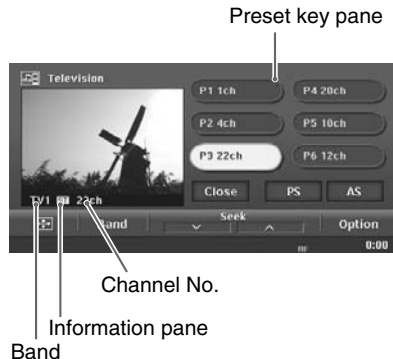 Preset key pane
Television
P1 1ch
P4 20ch
P2 4ch
P5 10ch
P3 22ch
P6 12ch
Close
PS
AS
TV1
22ch
Band
Seek
Option
0:00
Channel No.
Information pane
Band